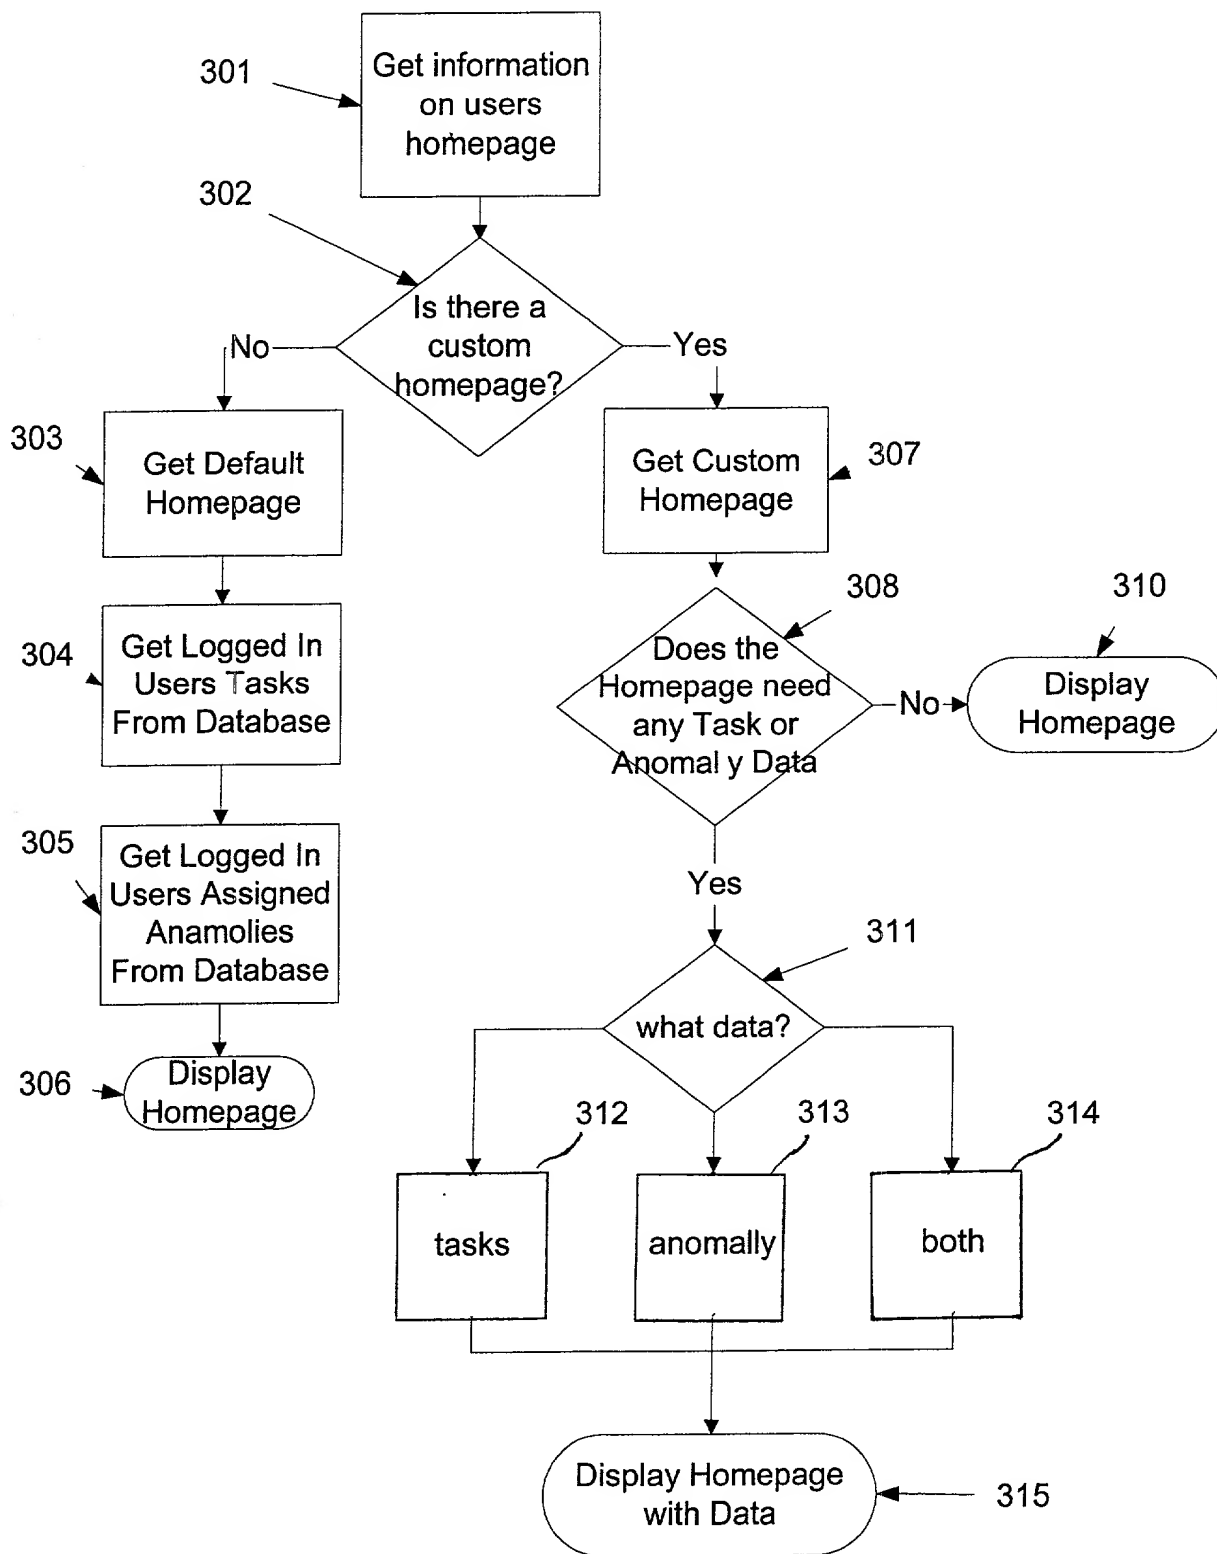 301
Get information
on users
homepage
302
Is there a
custom
homepage?
No
Yes
303
Get Default
Homepage
Get Custom
Homepage
307
304
Get Logged In
Users Tasks
From Database
308
Does the
Homepage need
any Task or
Anomal y Data
No
310
Display
Homepage
305
Get Logged In
Users Assigned
Anamolies
From Database
Yes
311
what data?
306
Display
Homepage
312
tasks
313
anomally
314
both
Display Homepage
with Data
315